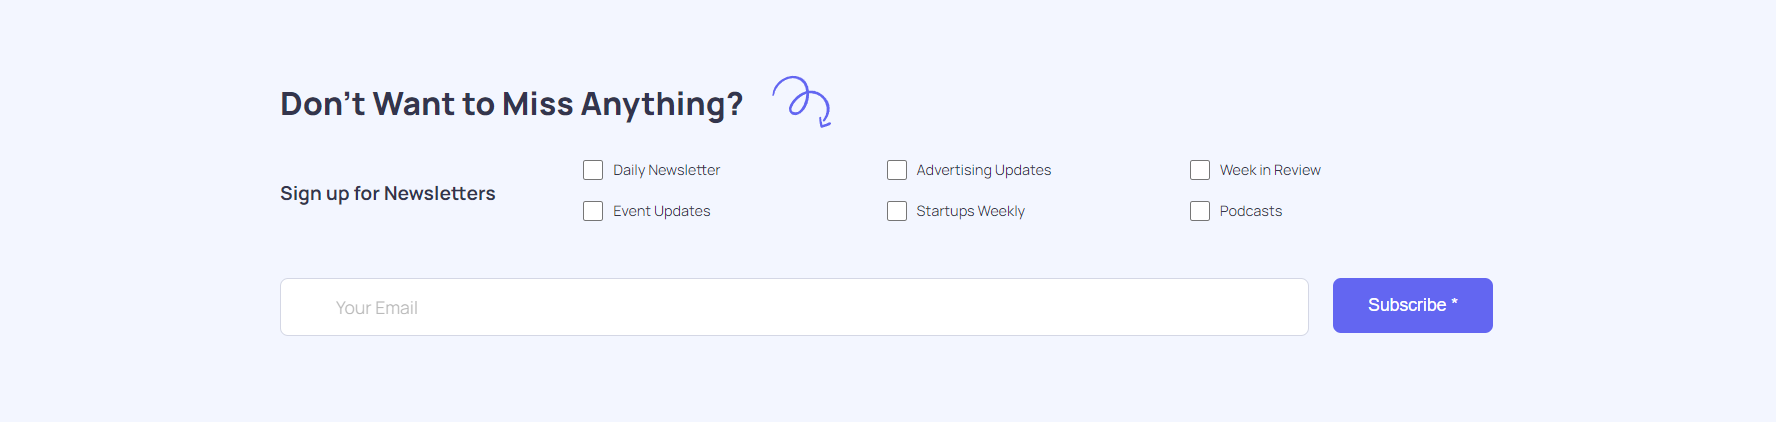 Don't Want to Miss Anything?
Sign up for Newsletters
Daily Newsletter
Advertising Updates
Week in Review
Event Updates
Startups Weekly
Podcasts
Your Email
Subscribe *